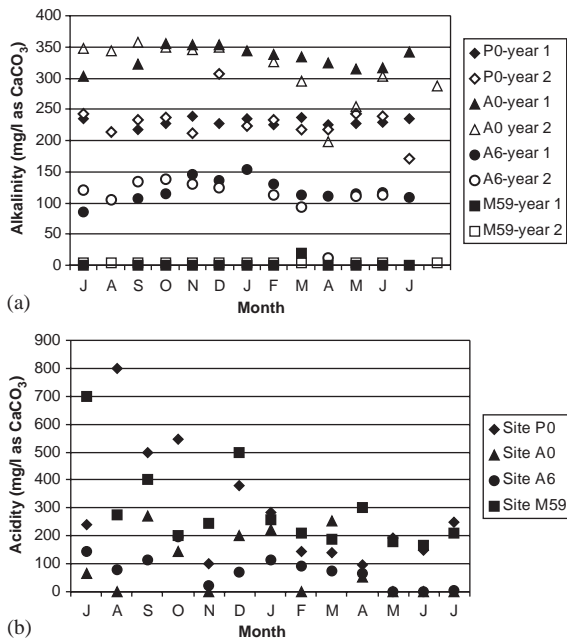 400
350
300
250
200
150
100
50
0
Alkalinity (mg/l as CaCO3)
J A S O N D J F M A M J J
Month
P0-year 1
P0-year 2
A0-year 1
A0 year 2
A6-year 1
A6-year 2
M59-year 1
M59-year 2
(a)
900
800
700
600
500
400
300
200
100
0
Acidity (mg/l as CaCO3)
J A S O N D J F M A M J J
Month
Site P0
Site A0
Site A6
Site M59
(b)